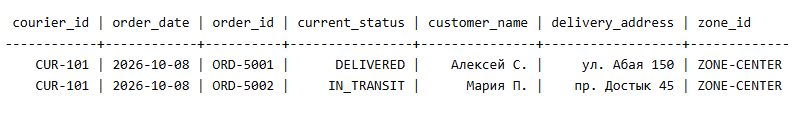 courier_id | order_date | order_id | current_status | customer_name | delivery_address | zone_id
------------+------------+----------+----------------+---------------+------------------+-------------
CUR-101 | 2026-10-08 | ORD-5001 | DELIVERED | Алексей С. | ул. Абая 150 | ZONE-CENTER
CUR-101 | 2026-10-08 | ORD-5002 | IN_TRANSIT | Мария П. | пр. Достык 45 | ZONE-CENTER